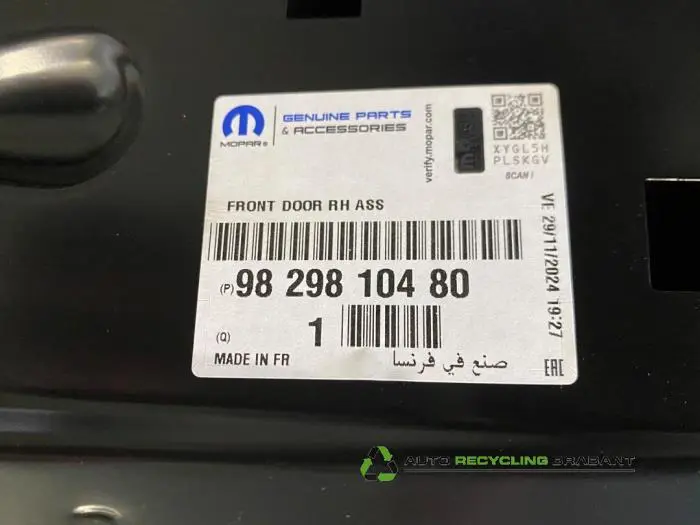 MOPAR®
GENUINE PARTS
& ACCESSORIES
verify.mopar.com
XYGL5H
PLSKGV
SCAN !
FRONT DOOR RH ASS
(P) 98 298 104 80
(Q) 1
MADE IN FR
صنع في فرنسا
VE 29/11/2024 19:27
EAC
AUTO RECYCLING BRABANT